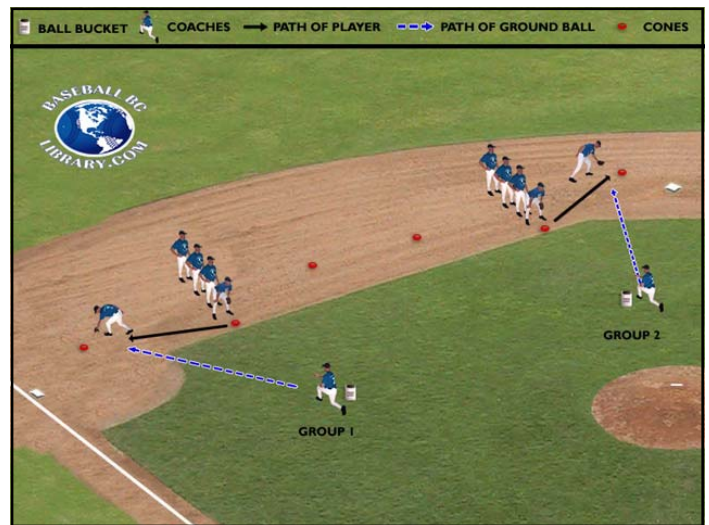 BALL BUCKET COACHES PATH OF PLAYER PATH OF GROUND BALL CONES
BASEBALL BC
LIBRARY.COM
GROUP 2
GROUP 1